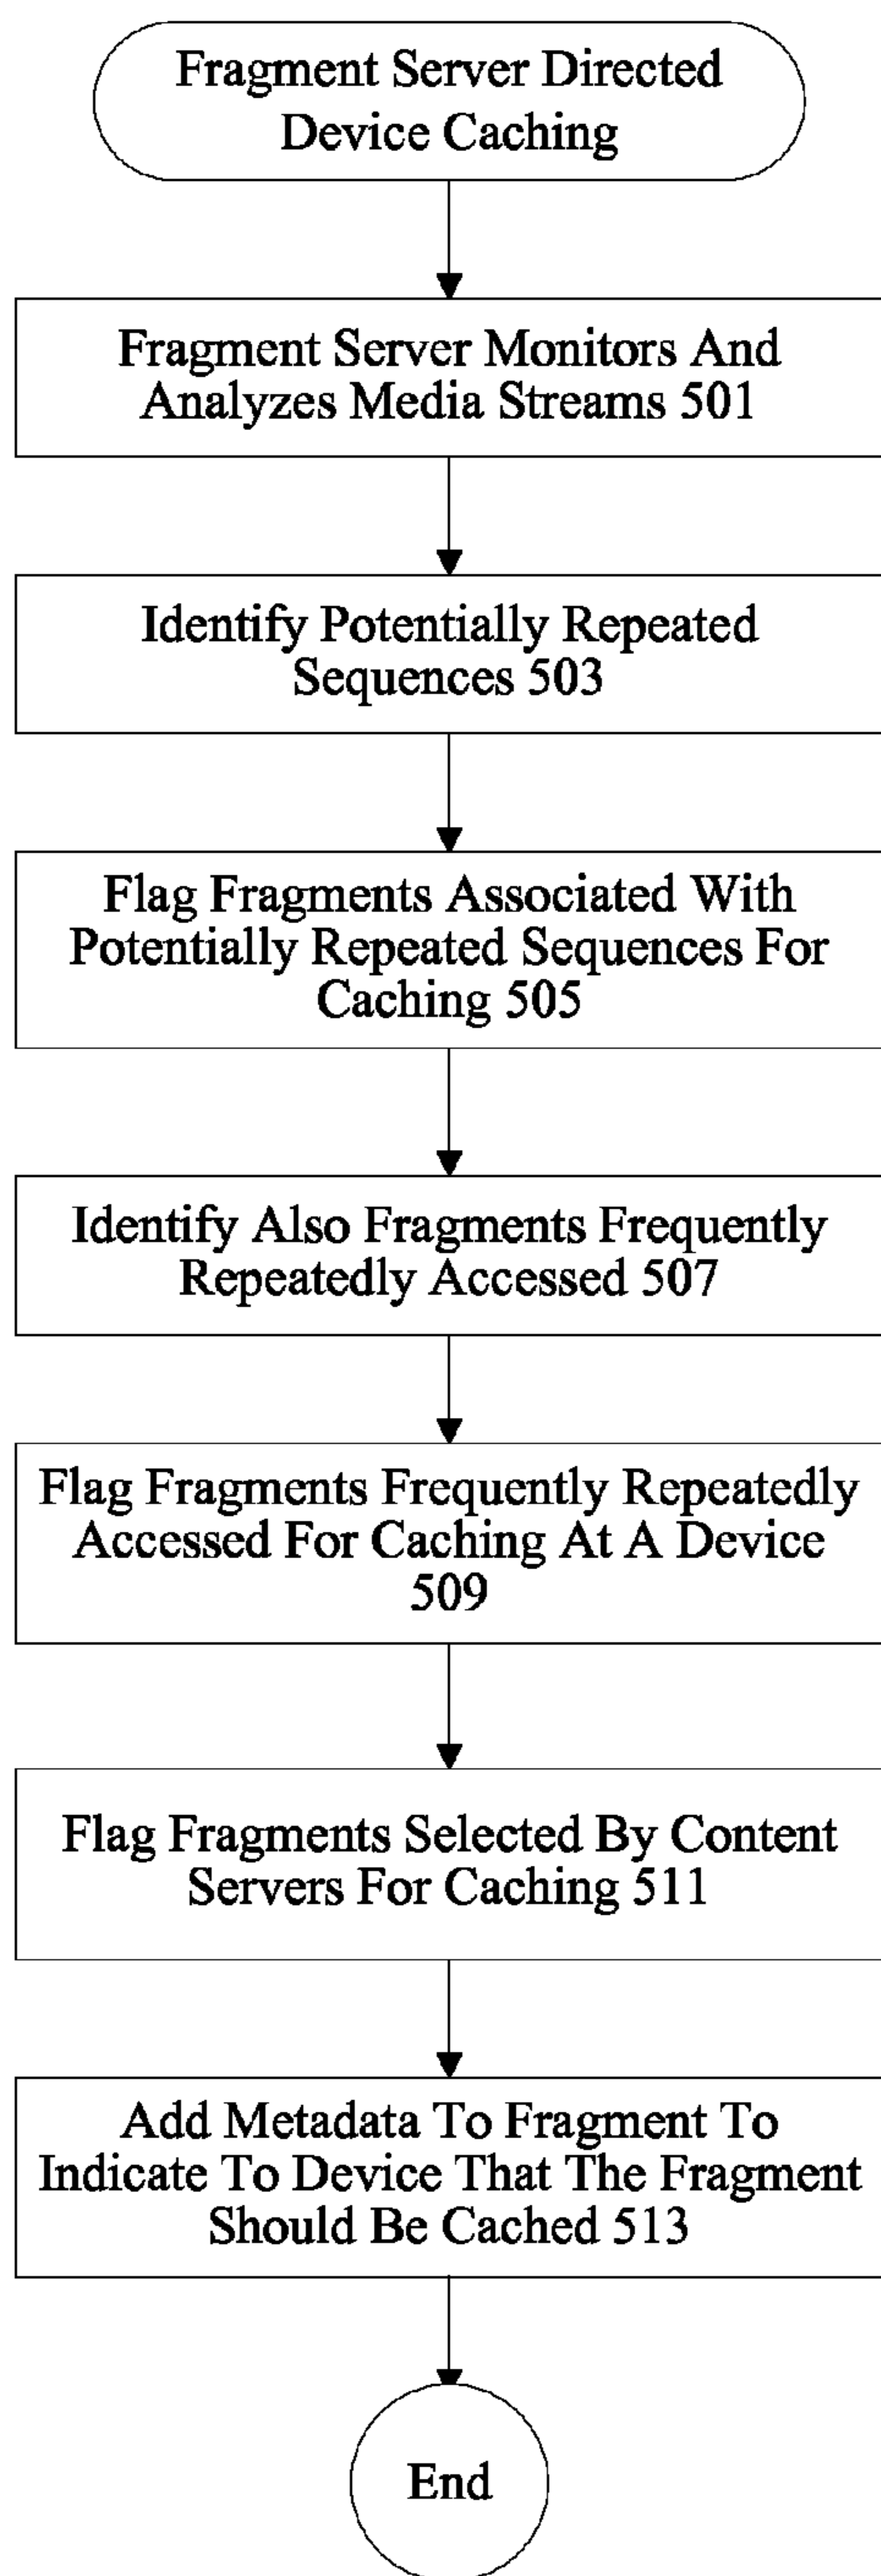 Fragment Server Directed
Device Caching
Fragment Server Monitors And
Analyzes Media Streams 501
Identify Potentially Repeated
Sequences 503
Flag Fragments Associated With
Potentially Repeated Sequences For
Caching 505
Identify Also Fragments Frequently
Repeatedly Accessed 507
Flag Fragments Frequently Repeatedly
Accessed For Caching At A Device
509
Flag Fragments Selected By Content
Servers For Caching 511
Add Metadata To Fragment To
Indicate To Device That The Fragment
Should Be Cached 513
End